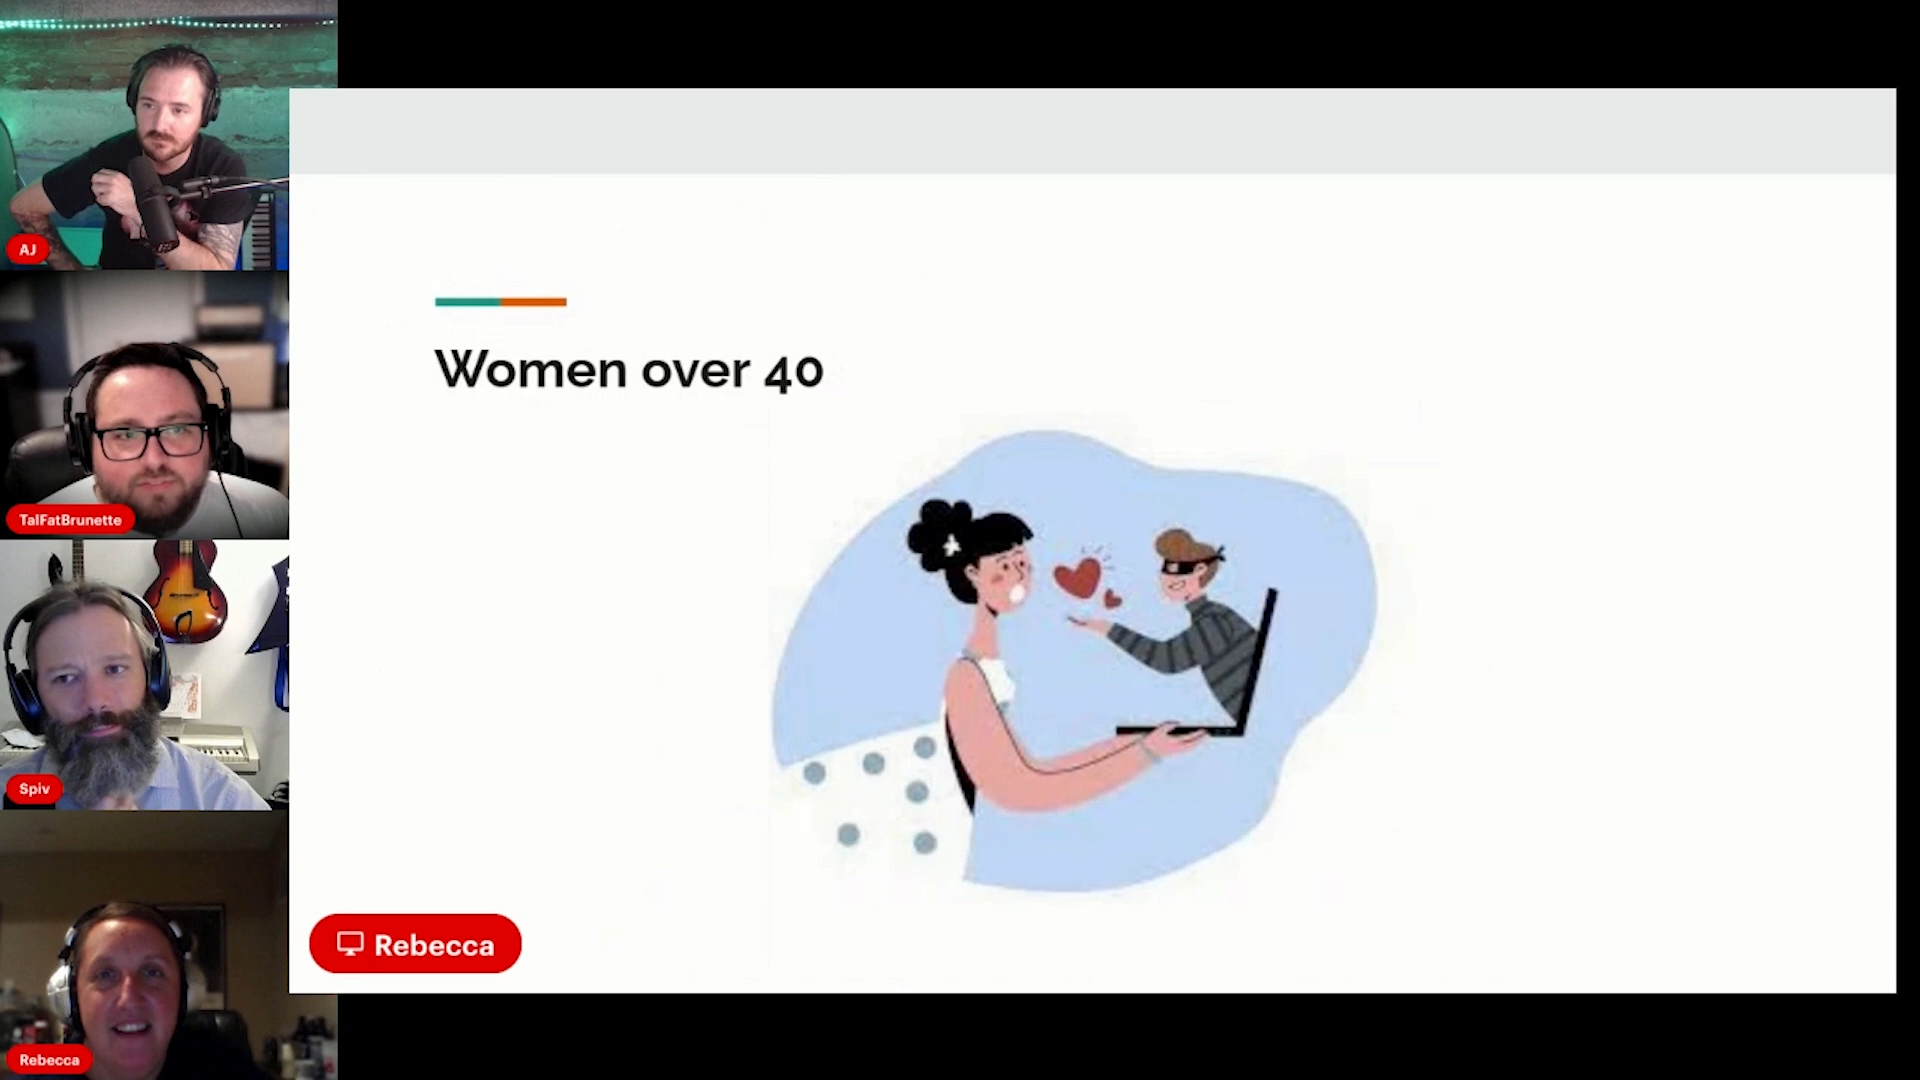 AJ
TalFatBrunette
Spiv
Rebecca
Women over 40
Rebecca